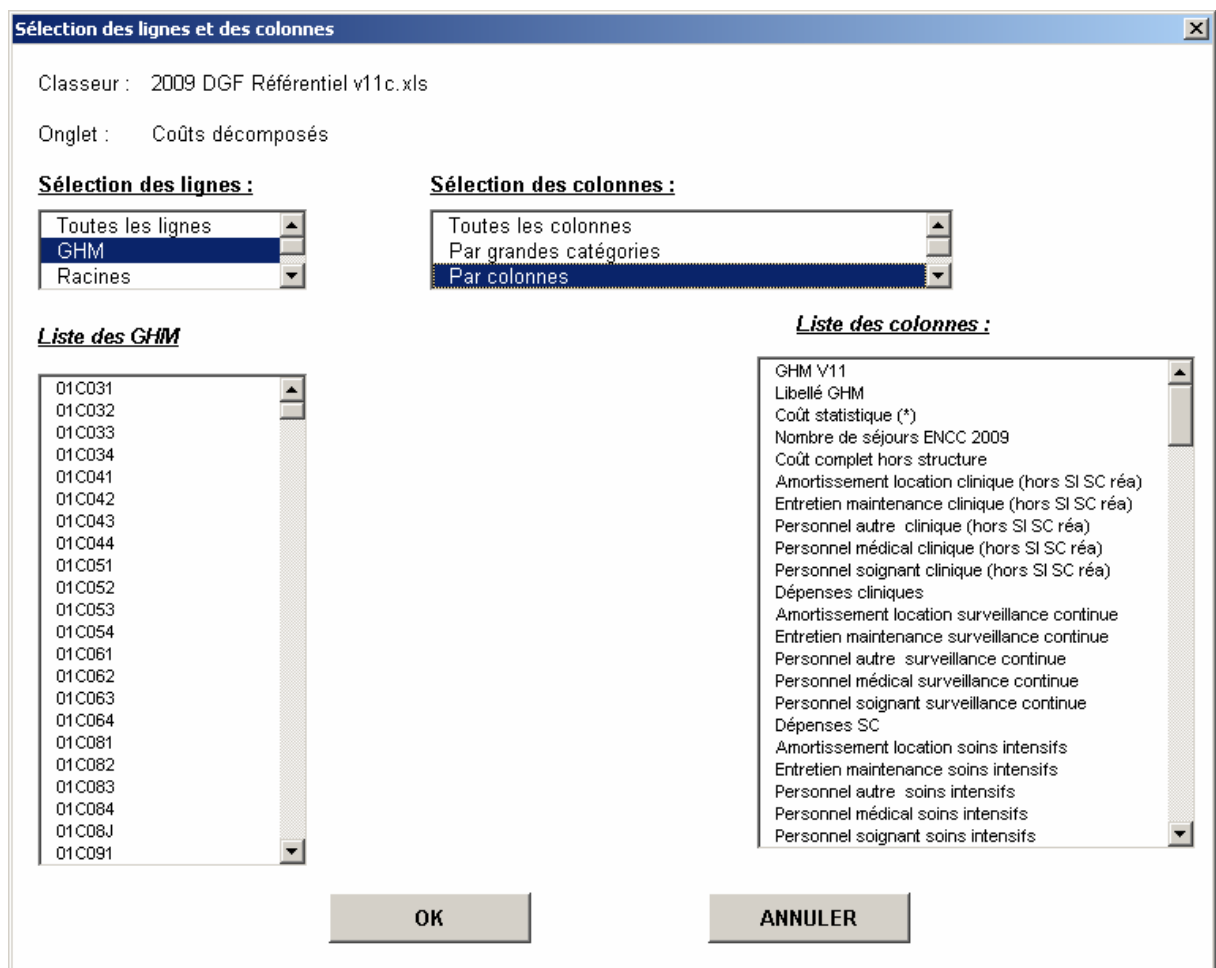 Sélection des lignes et des colonnes
Classeur : 2009 DGF Référentiel v11c.xls
Onglet : Coûts décomposés
Sélection des lignes :
Toutes les lignes
GHM
Racines
Sélection des colonnes :
Toutes les colonnes
Par grandes catégories
Par colonnes
Liste des GHM
01C031
01C032
01C033
01C034
01C041
01C042
01C043
01C044
01C051
01C052
01C053
01C054
01C061
01C062
01C063
01C064
01C081
01C082
01C083
01C084
01C08J
01C091
Liste des colonnes :
GHM V11
Libellé GHM
Coût statistique (*)
Nombre de séjours ENCC 2009
Coût complet hors structure
Amortissement location clinique (hors SI SC réa)
Entretien maintenance clinique (hors SI SC réa)
Personnel autre  clinique (hors SI SC réa)
Personnel médical clinique (hors SI SC réa)
Personnel soignant clinique (hors SI SC réa)
Dépenses cliniques
Amortissement location surveillance continue
Entretien maintenance surveillance continue
Personnel autre  surveillance continue
Personnel médical surveillance continue
Personnel soignant surveillance continue
Dépenses SC
Amortissement location soins intensifs
Entretien maintenance soins intensifs
Personnel autre  soins intensifs
Personnel médical soins intensifs
Personnel soignant soins intensifs
OK
ANNULER